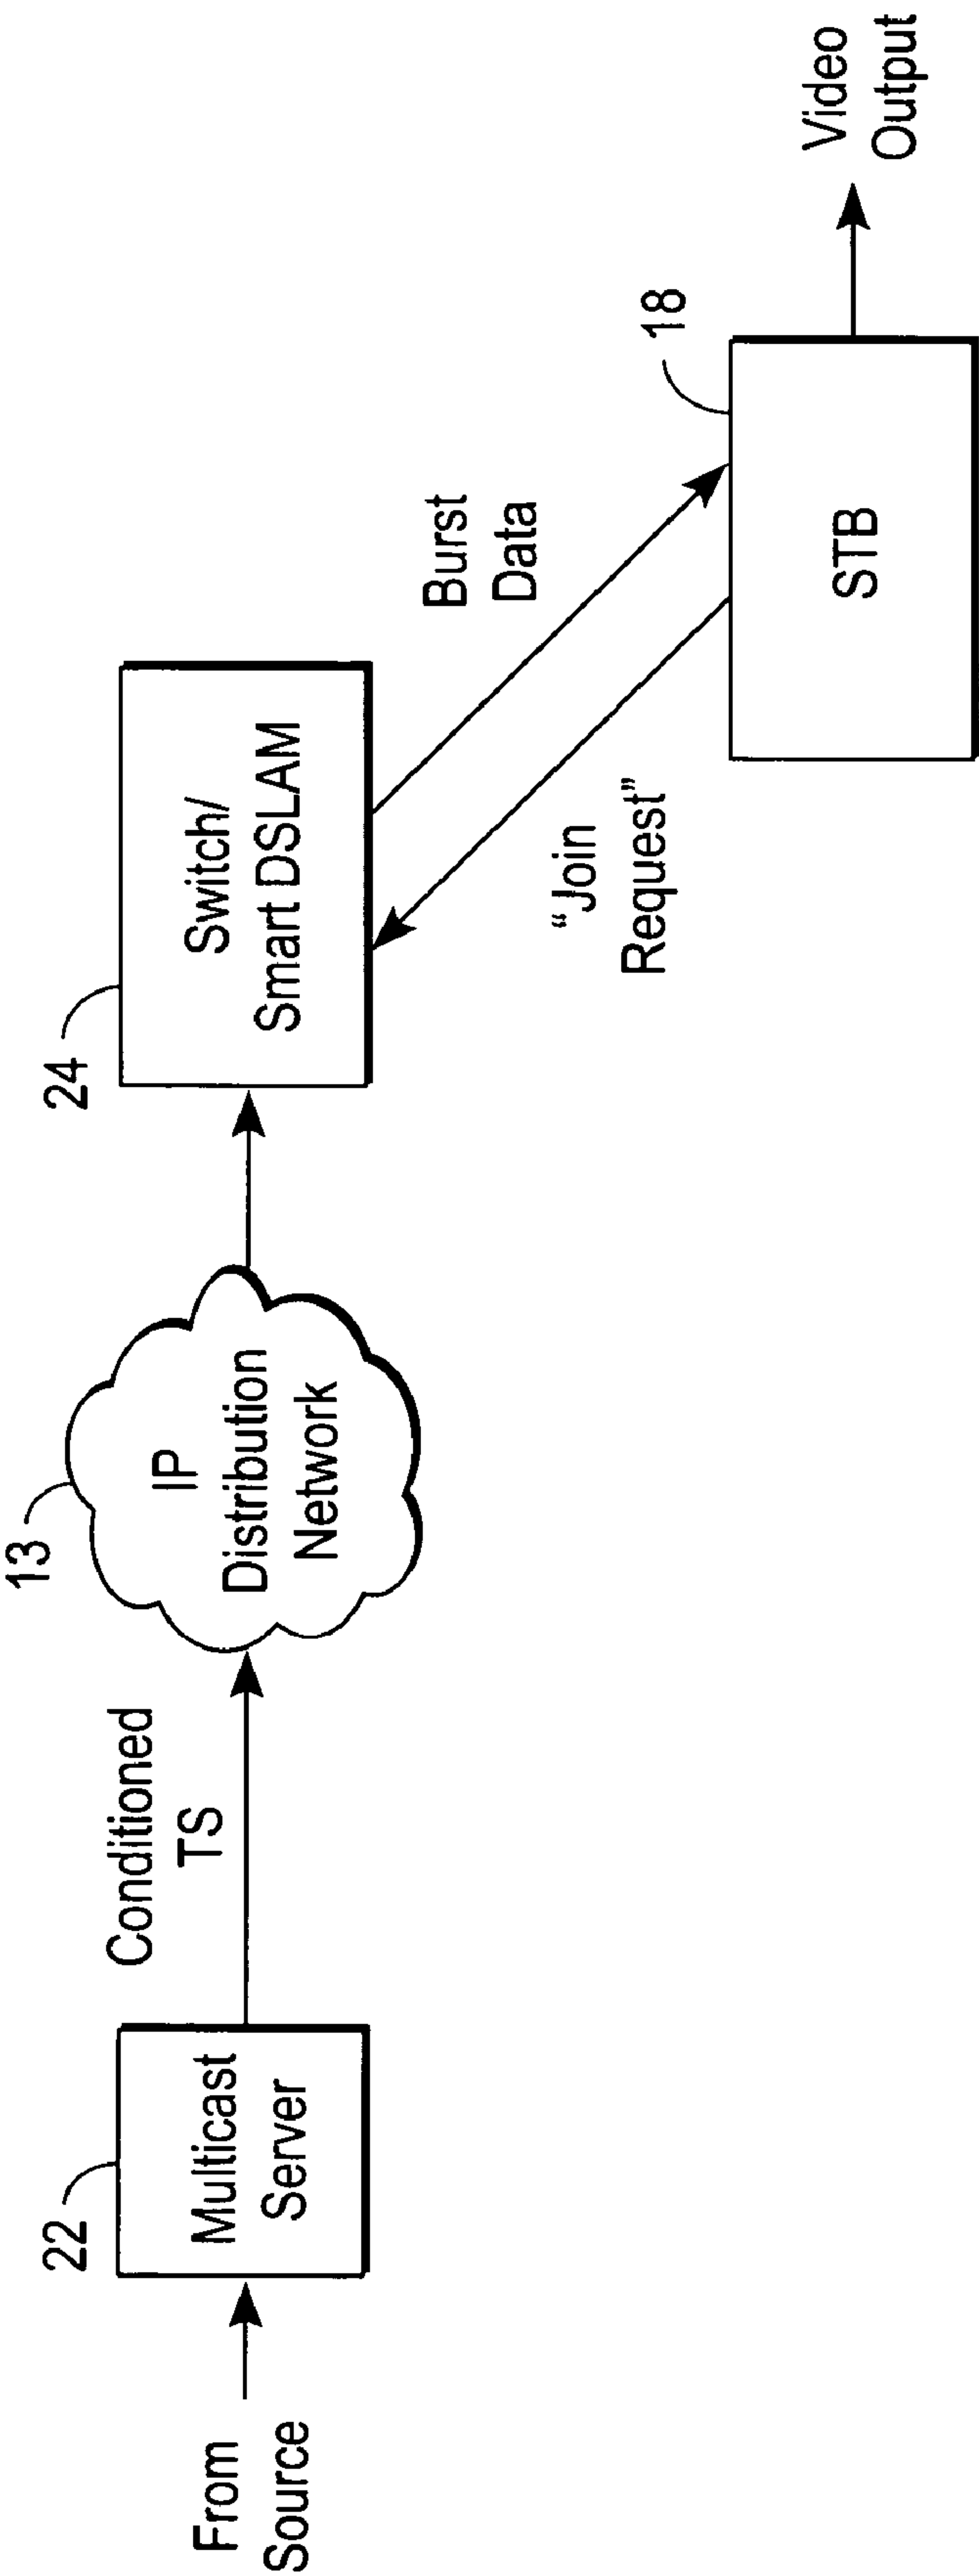 From
Source
22
Multicast
Server
Conditioned
TS
13
IP
Distribution
Network
24
Switch/
Smart DSLAM
Burst
Data
“Join
Request”
18
STB
Video
Output